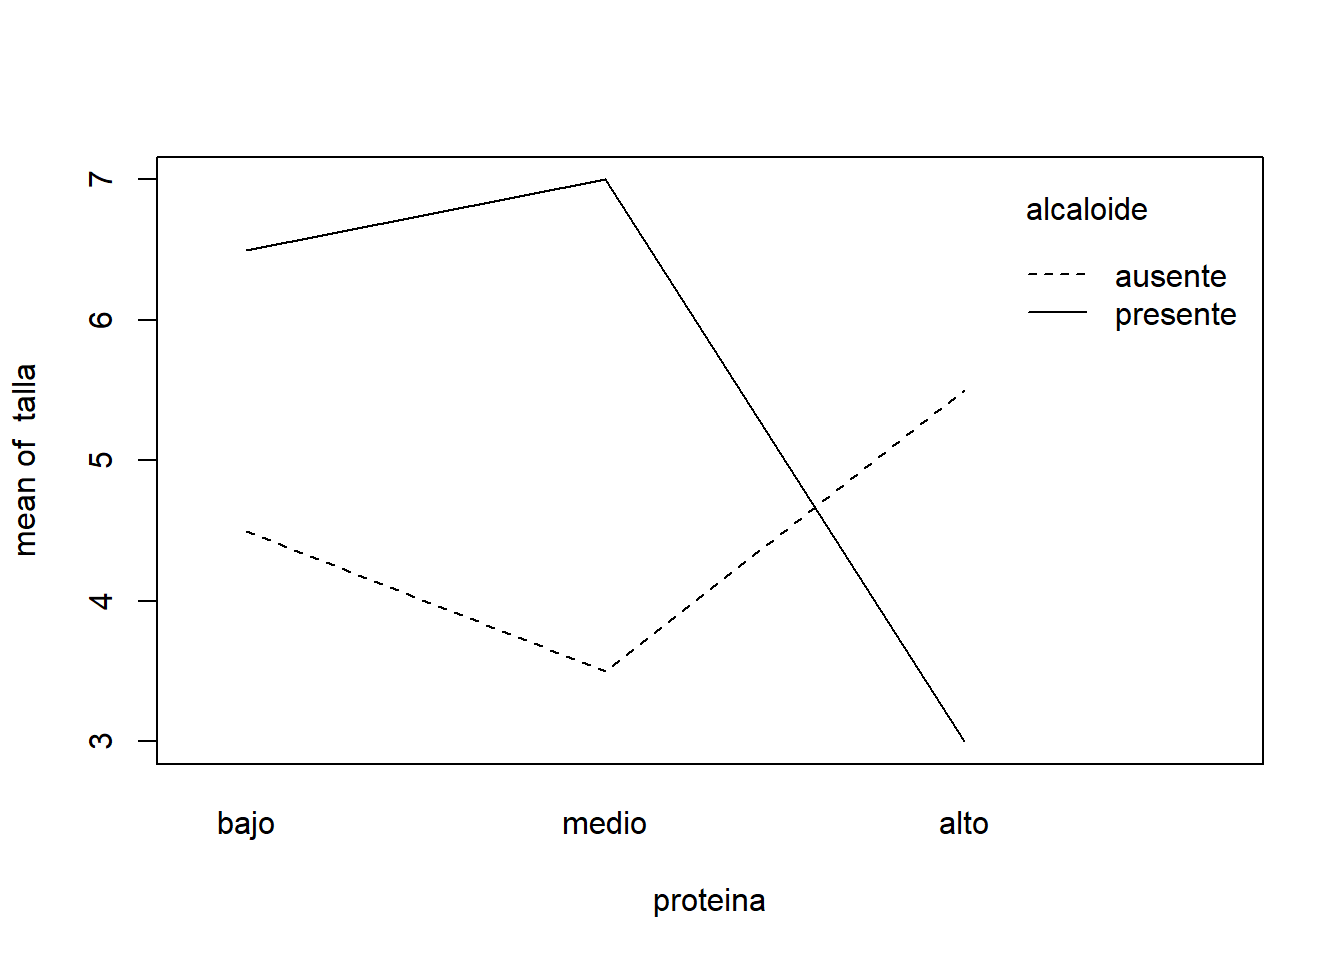 alcaloide
ausente
presente
7
6
5
4
3
mean of  talla
bajo
medio
alto
proteina